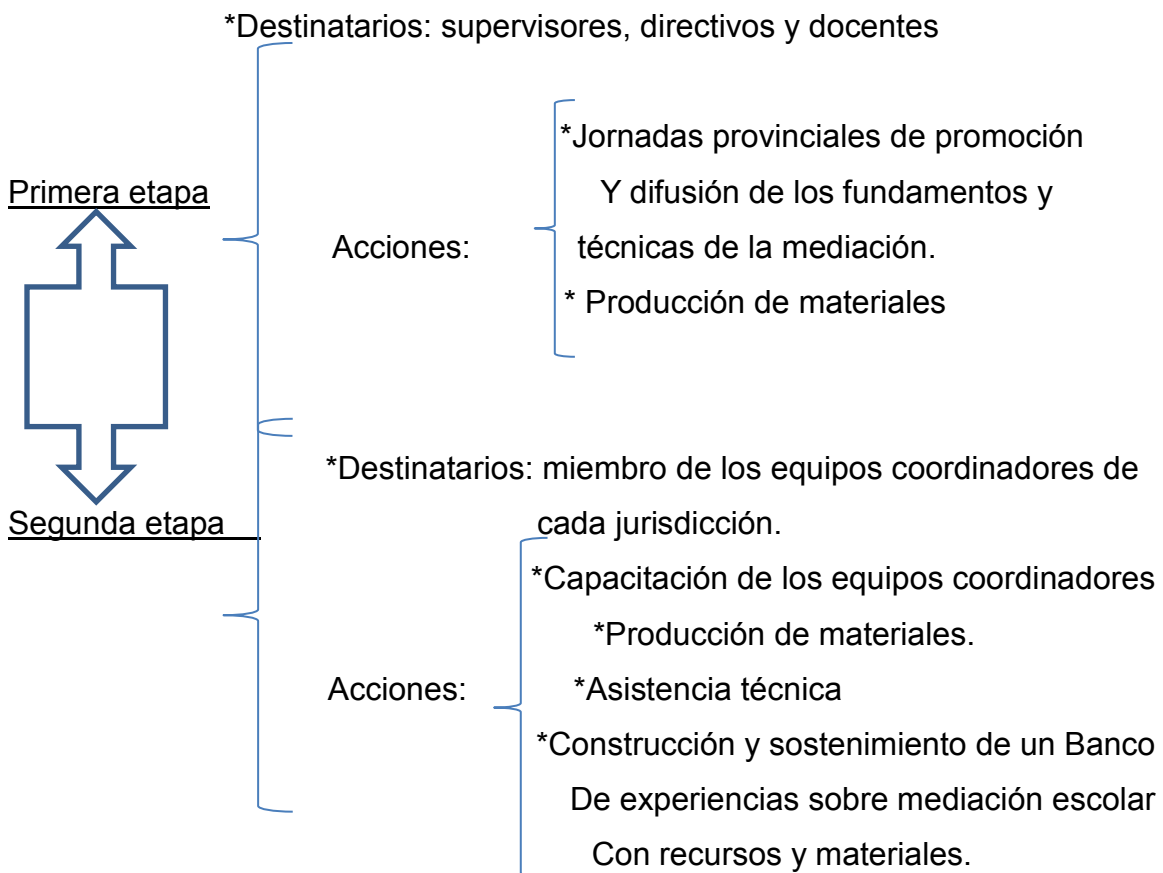 *Destinatarios: supervisores, directivos y docentes
*Jornadas provinciales de promoción
Primera etapa
Y difusión de los fundamentos y
Acciones:
técnicas de la mediación.
* Producción de materiales
*Destinatarios: miembro de los equipos coordinadores de
Segunda etapa
cada jurisdicción.
*Capacitación de los equipos coordinadores
*Producción de materiales.
Acciones:
*Asistencia técnica
*Construcción y sostenimiento de un Banco
De experiencias sobre mediación escolar
Con recursos y materiales.